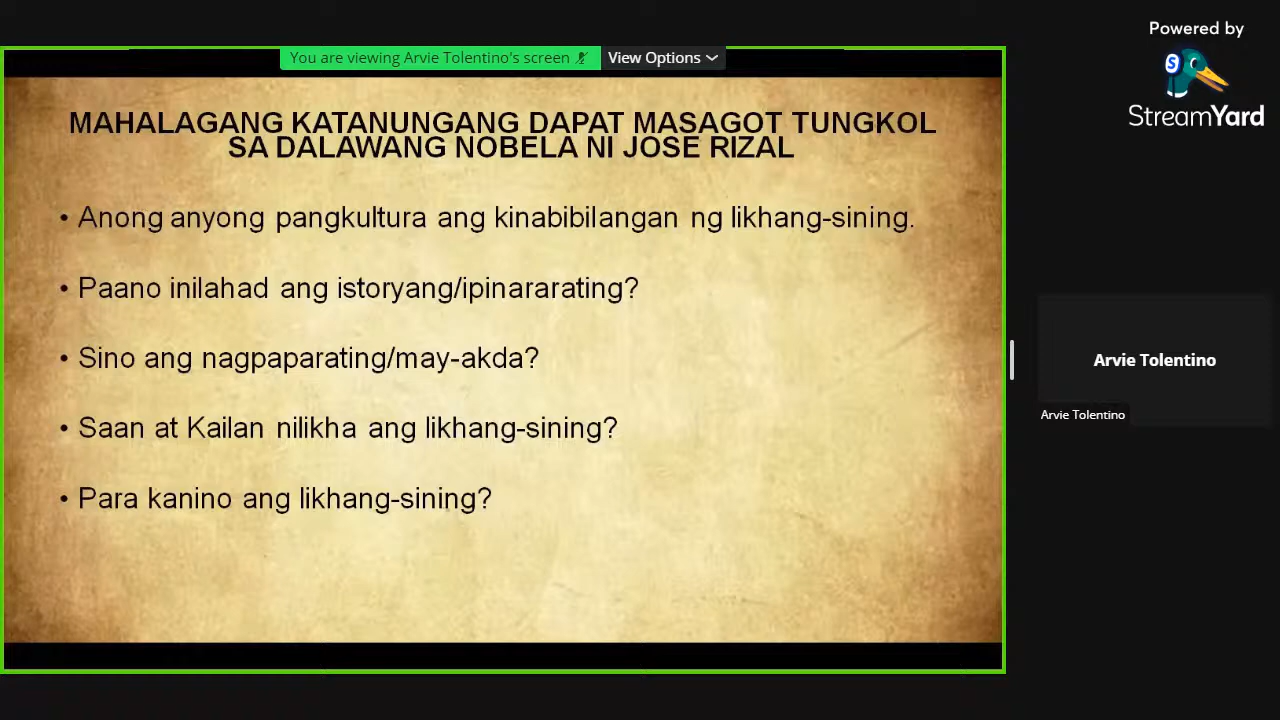 Powered by
StreamYard
You are viewing Arvie Tolentino's screen
View Options
MAHALAGANG KATANUNGANG DAPAT MASAGOT TUNGKOL
SA DALAWANG NOBELA NI JOSE RIZAL
• Anong anyong pangkultura ang kinabibilangan ng likhang-sining.
• Paano inilahad ang istoryang/ipinararating?
• Sino ang nagpaparating/may-akda?
• Saan at Kailan nilikha ang likhang-sining?
• Para kanino ang likhang-sining?
Arvie Tolentino
Arvie Tolentino